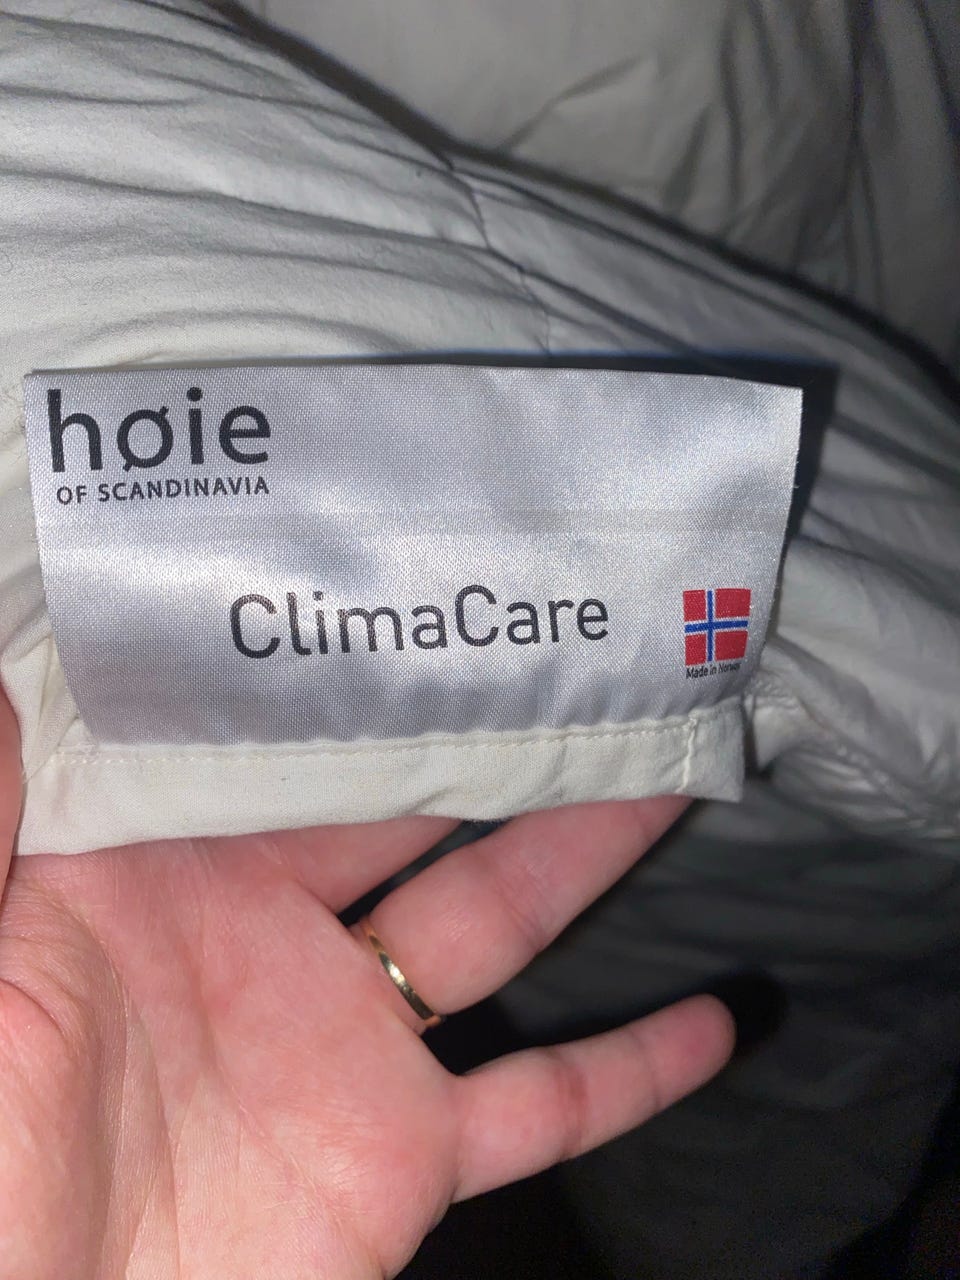 høie
OF SCANDINAVIA
ClimaCare
Made in Norway